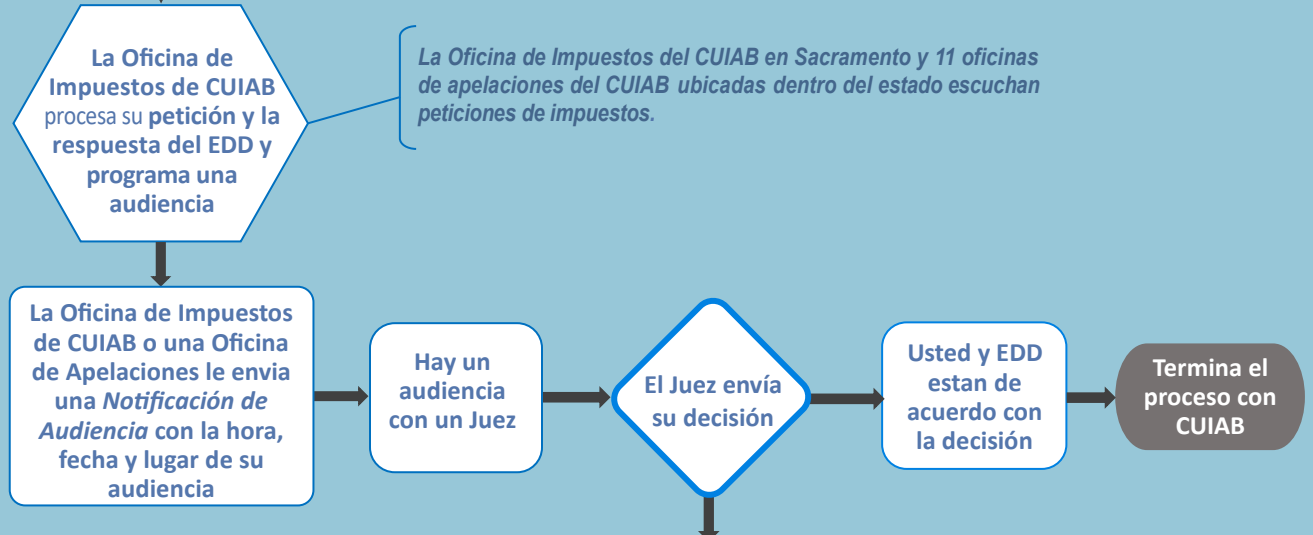 La Oficina de
Impuestos de CUIAB
procesa su petición y la
respuesta del EDD y
programa una
audiencia
La Oficina de Impuestos del CUIAB en Sacramento y 11 oficinas
de apelaciones del CUIAB ubicadas dentro del estado escuchan
peticiones de impuestos.
La Oficina de Impuestos
de CUIAB o una Oficina
de Apelaciones le envia
una Notificación de
Audiencia con la hora,
fecha y lugar de su
audiencia
Hay un
audiencia
con un Juez
El Juez envía
su decisión
Usted y EDD
estan de
acuerdo con
la decisión
Termina el
proceso con
CUIAB